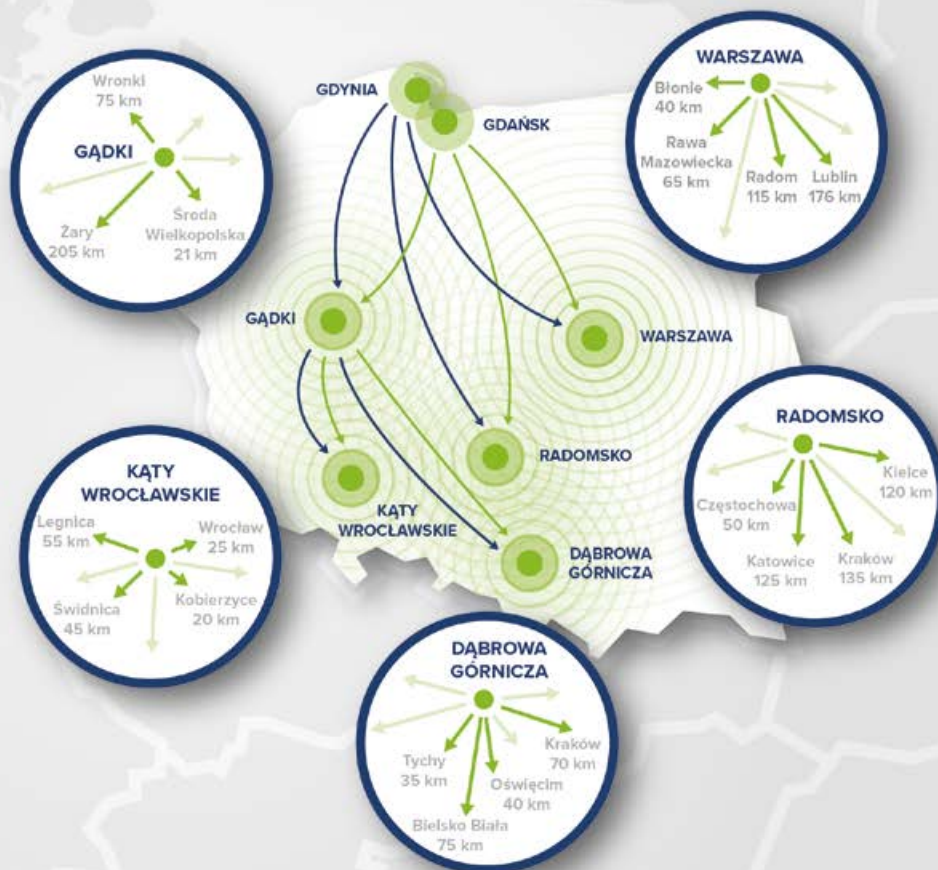 GDYNIA
GDAŃSK
GĄDKI
WARSZAWA
RADOMSKO
KĄTY
WROCŁAWSKIE
DĄBROWA
GÓRNICZA
Wronki
75 km
GĄDKI
Żary
205 km
Środa
Wielkopolska
21 km
WARSZAWA
Błonie
40 km
Rawa
Mazowiecka
65 km
Radom
115 km
Lublin
176 km
RADOMSKO
Kielce
120 km
Częstochowa
50 km
Katowice
125 km
Kraków
135 km
KĄTY
WROCŁAWSKIE
Legnica
55 km
Wrocław
25 km
Świdnica
45 km
Kobierzyce
20 km
DĄBROWA
GÓRNICZA
Tychy
35 km
Kraków
70 km
Oświęcim
40 km
Bielsko Biała
75 km